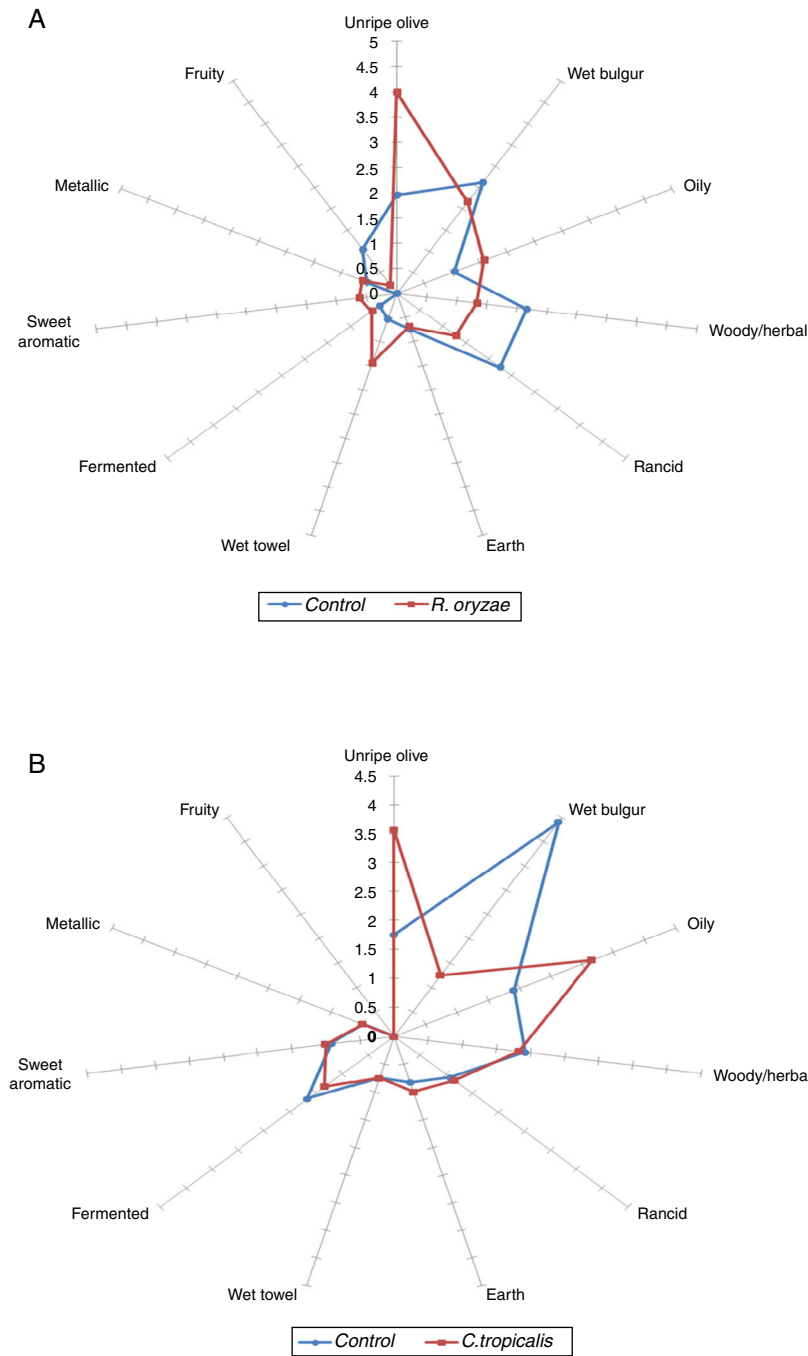 A
Unripe olive
5
4.5
4
3.5
3
2.5
2
1.5
1
0.5
0
Wet bulgur
Oily
Woody/herbal
Rancid
Earth
Wet towel
Fermented
Sweet
aromatic
Metallic
Fruity
Control R. oryzae
B
Unripe olive
4.5
4
3.5
3
2.5
2
1.5
1
0.5
0
Wet bulgur
Oily
Woody/herba
Rancid
Earth
Wet towel
Fermented
Sweet
aromatic
Metallic
Fruity
Control C.tropicalis